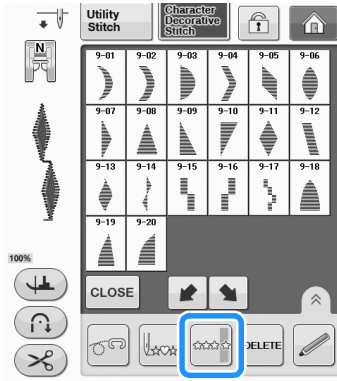 Utility
Stitch
Character
Decorative
Stitch
N
9-01 9-02 9-03 9-04 9-05 9-06
9-07 9-08 9-09 9-10 9-11 9-12
9-13 9-14 9-15 9-16 9-17 9-18
9-19 9-20
100%
CLOSE
DELETE